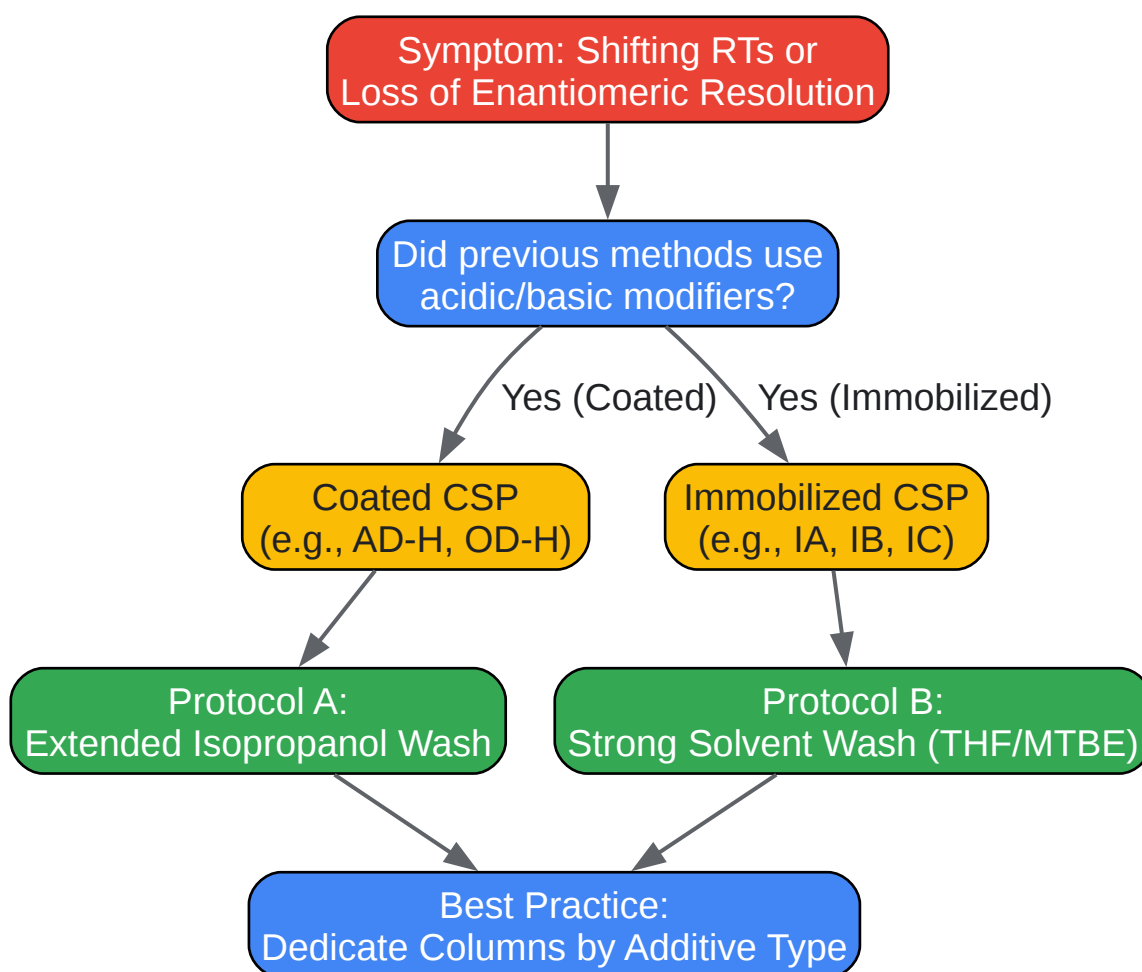 Symptom: Shifting RTs or
Loss of Enantiomeric Resolution
Did previous methods use
acidic/basic modifiers?
Yes (Coated)
Yes (Immobilized)
Coated CSP
(e.g., AD-H, OD-H)
Immobilized CSP
(e.g., IA, IB, IC)
Protocol A:
Extended Isopropanol Wash
Protocol B:
Strong Solvent Wash (THF/MTBE)
Best Practice:
Dedicate Columns by Additive Type